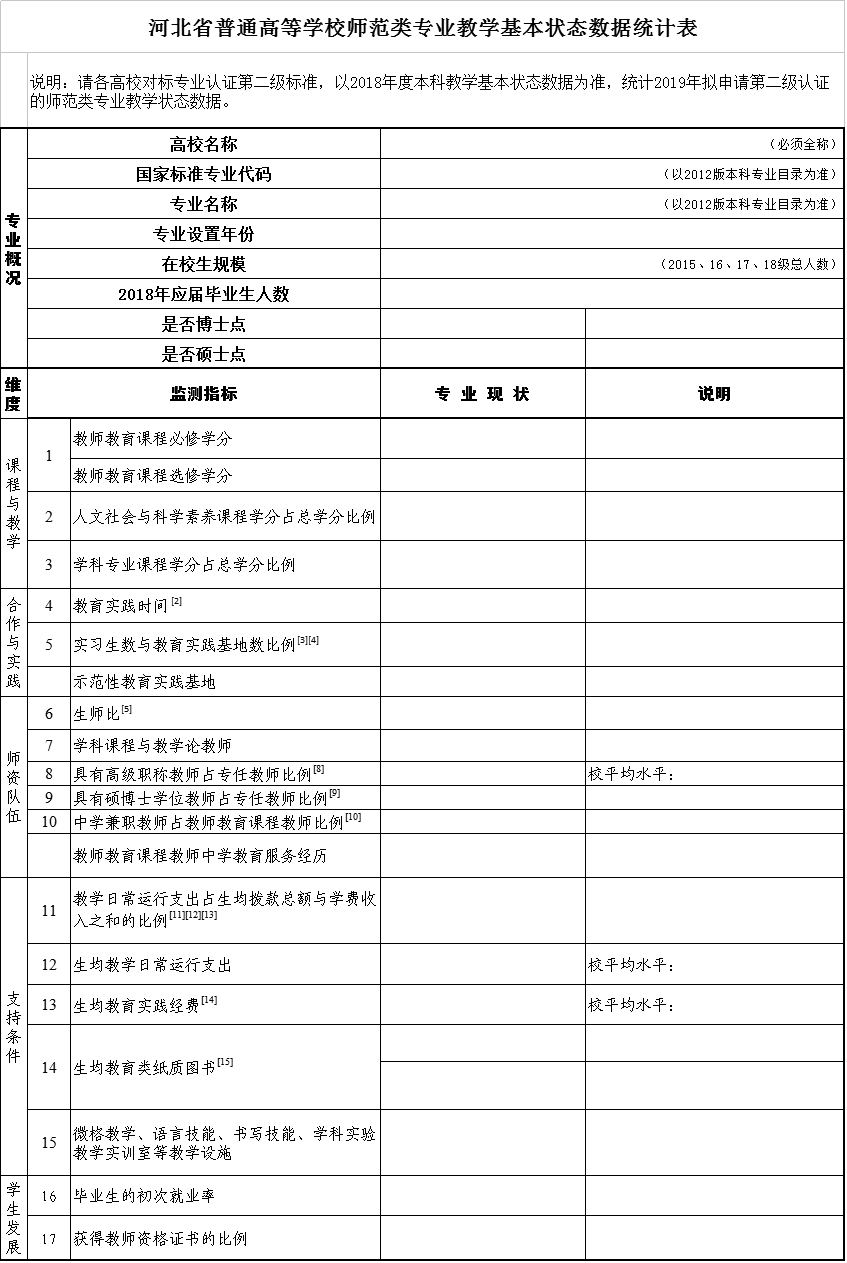 河北省普通高等学校师范类专业教学基本状态数据统计表
说明：请各高校对标专业认证第二级标准，以2018年度本科教学基本状态数据为准，统计2019年拟申请第二级认证
的师范类专业教学状态数据。
专业概况
高校名称 （必须全称）
国家标准专业代码 （以2012版本科专业目录为准）
专业名称 （以2012版本科专业目录为准）
专业设置年份
在校生规模 （2015、16、17、18级总人数）
2018年应届毕业生人数
是否博士点
是否硕士点
维度 监测指标 专 业 现 状 说明
课程与教学
1 教师教育课程必修学分
教师教育课程选修学分
2 人文社会与科学素养课程学分占总学分比例
3 学科专业课程学分占总学分比例
合作与实践
4 教育实践时间[2]
5 实习生数与教育实践基地数比例[3][4]
示范性教育实践基地
师资队伍
6 生师比[5]
7 学科课程与教学论教师
8 具有高级职称教师占专任教师比例[8] 校平均水平：
9 具有硕博士学位教师占专任教师比例[9]
10 中学兼职教师占教师教育课程教师比例[10]
教师教育课程教师中学教育服务经历
支持条件
11 教学日常运行支出占生均拨款总额与学费收
入之和的比例[11][12][13]
12 生均教学日常运行支出 校平均水平：
13 生均教育实践经费[14] 校平均水平：
14 生均教育类纸质图书[15]
15 微格教学、语言技能、书写技能、学科实验
教学实训室等教学设施
学生发展
16 毕业生的初次就业率
17 获得教师资格证书的比例